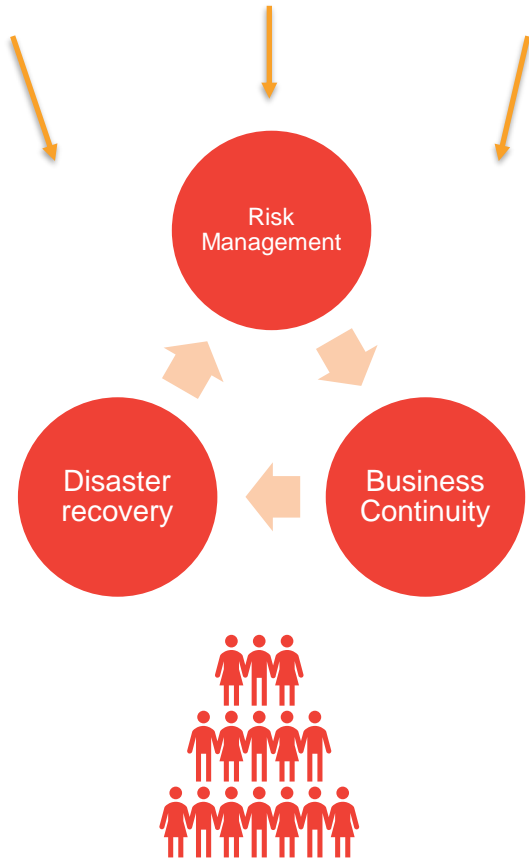 Risk
Management
Disaster
recovery
Business
Continuity